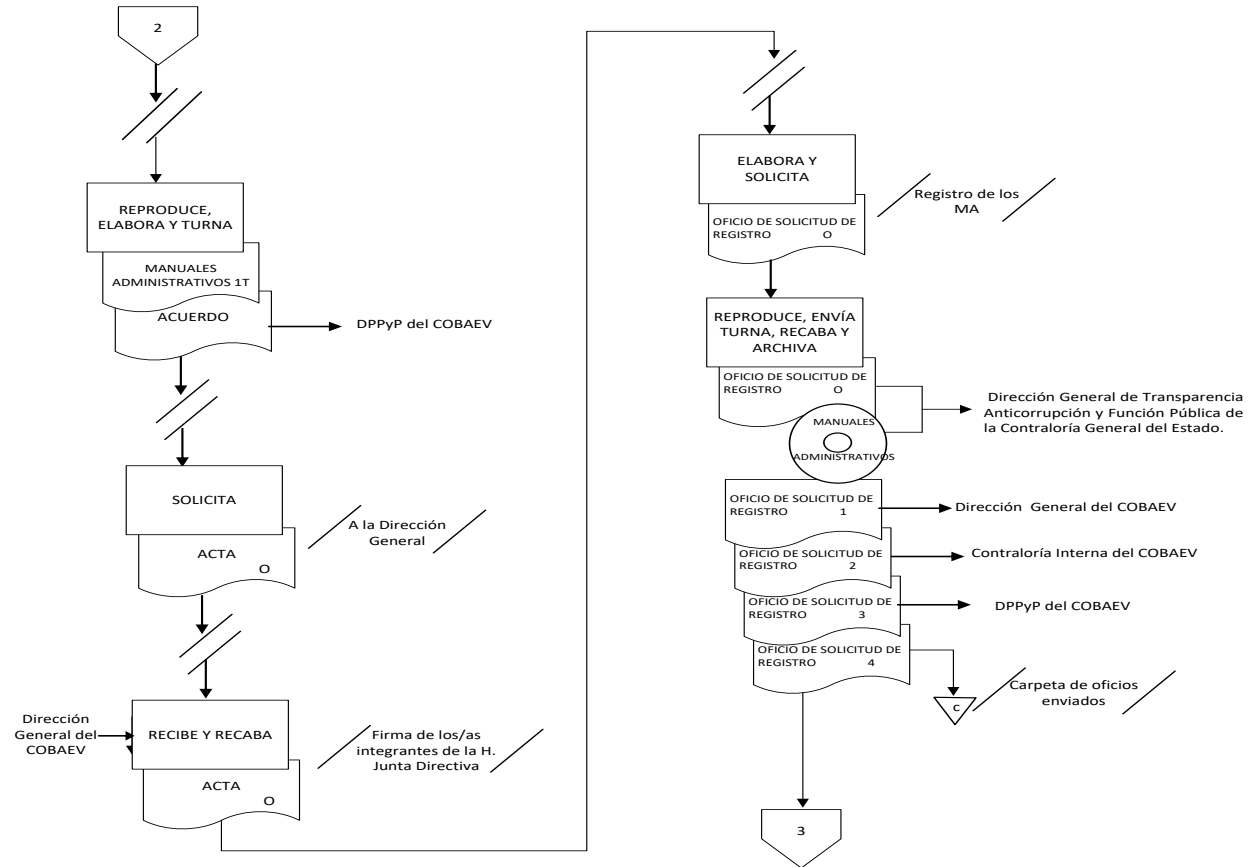 2
REPRODUCE,
ELABORA Y TURNA
MANUALES
ADMINISTRATIVOS 1T
ACUERDO
DPPyP del COBAEV
SOLICITA
ACTA
O
A la Dirección
General
Dirección
General del
COBAEV
RECIBE Y RECABA
ACTA
O
Firma de los/as
integrantes de la H.
Junta Directiva
ELABORA Y
SOLICITA
OFICIO DE SOLICITUD DE
REGISTRO O
Registro de los
MA
REPRODUCE, ENVÍA
TURNA, RECABA Y
ARCHIVA
OFICIO DE SOLICITUD DE
REGISTRO O
MANUALES
ADMINISTRATIVOS
Dirección General de Transparencia
Anticorrupción y Función Pública de
la Contraloría General del Estado.
OFICIO DE SOLICITUD DE
REGISTRO 1
Dirección General del COBAEV
OFICIO DE SOLICITUD DE
REGISTRO 2
Contraloría Interna del COBAEV
OFICIO DE SOLICITUD DE
REGISTRO 3
DPPyP del COBAEV
OFICIO DE SOLICITUD DE
REGISTRO 4
C
Carpeta de oficios
enviados
3